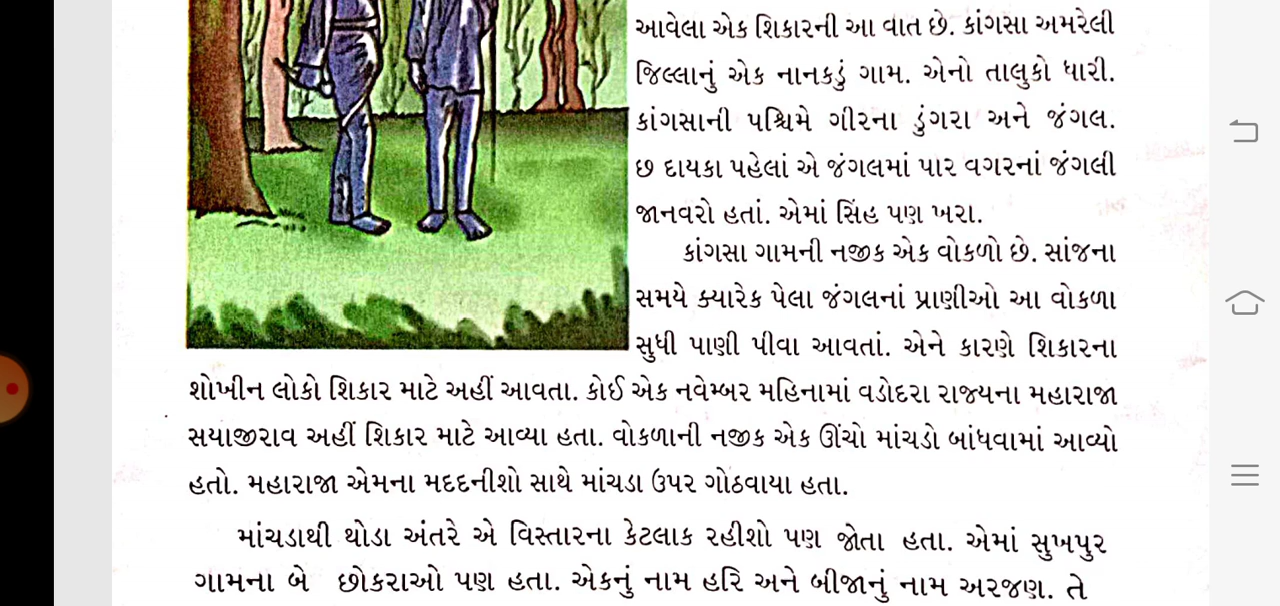 આવેલા એક શિકારની આ વાત છે. કાંગસા અમરેલી
જિલ્લાનું એક નાનકડું ગામ. એનો તાલુકો ધારી.
કાંગસાની પશ્ચિમે ગીરના ડુંગરા અને જંગલ.
છ દાયકા પહેલાં એ જંગલમાં પાર વગરનાં જંગલી
જાનવરો હતાં. એમાં સિંહ પણ ખરા.
કાંગસા ગામની નજીક એક વોકળો છે. સાંજના
સમયે ક્યારેક પેલા જંગલનાં પ્રાણીઓ આ વોકળા
સુધી પાણી પીવા આવતાં. એને કારણે શિકારના
શોખીન લોકો શિકાર માટે અહીં આવતા. કોઈ એક નવેમ્બર મહિનામાં વડોદરા રાજ્યના મહારાજા
સયાજીરાવ અહીં શિકાર માટે આવ્યા હતા. વોકળાની નજીક એક ઊંચો માંચડો બાંધવામાં આવ્યો
હતો. મહારાજા એમના મદદનીશો સાથે માંચડા ઉપર ગોઠવાયા હતા.
માંચડાથી થોડા અંતરે એ વિસ્તારના કેટલાક રહીશો પણ જોતા હતા. એમાં સુખપુર
ગામના બે છોકરાઓ પણ હતા. એકનું નામ હરિ અને બીજાનું નામ અરજણ. તે